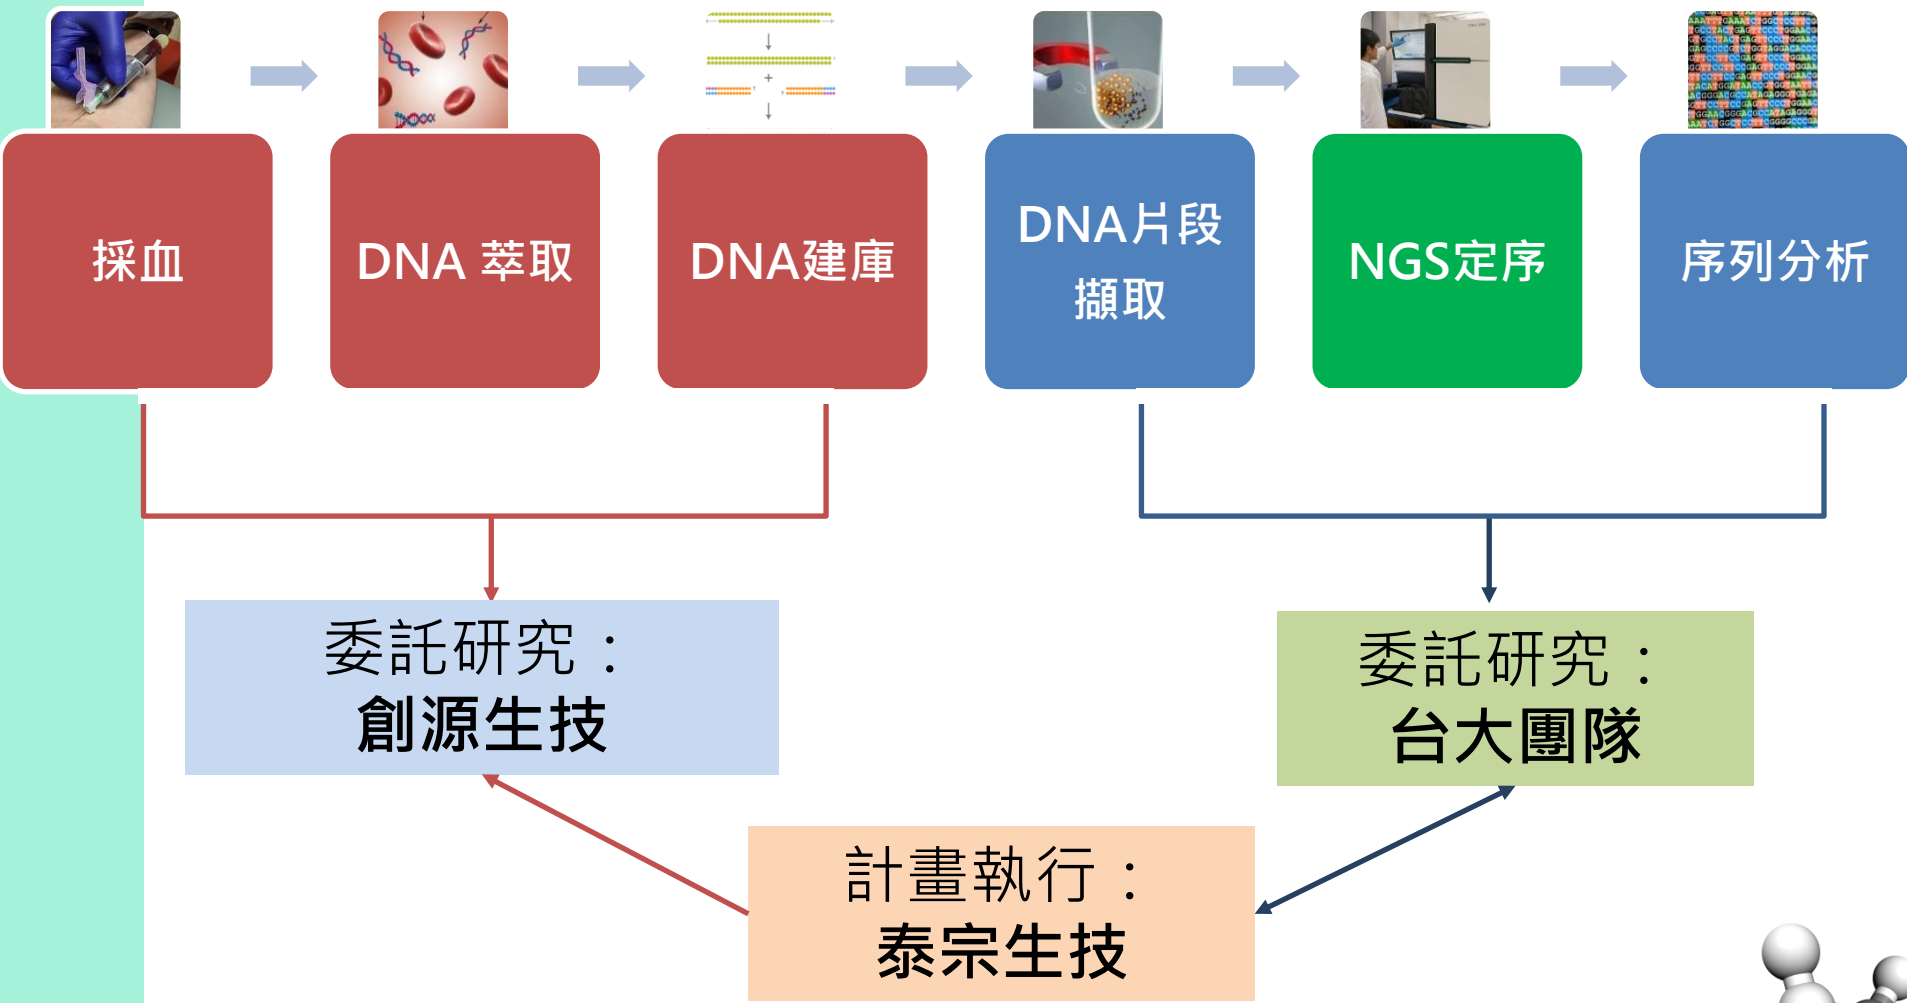 採血
DNA 萃取
DNA建庫
DNA片段
擷取
NGS定序
序列分析
委託研究：
創源生技
委託研究：
台大團隊
計畫執行：
泰宗生技